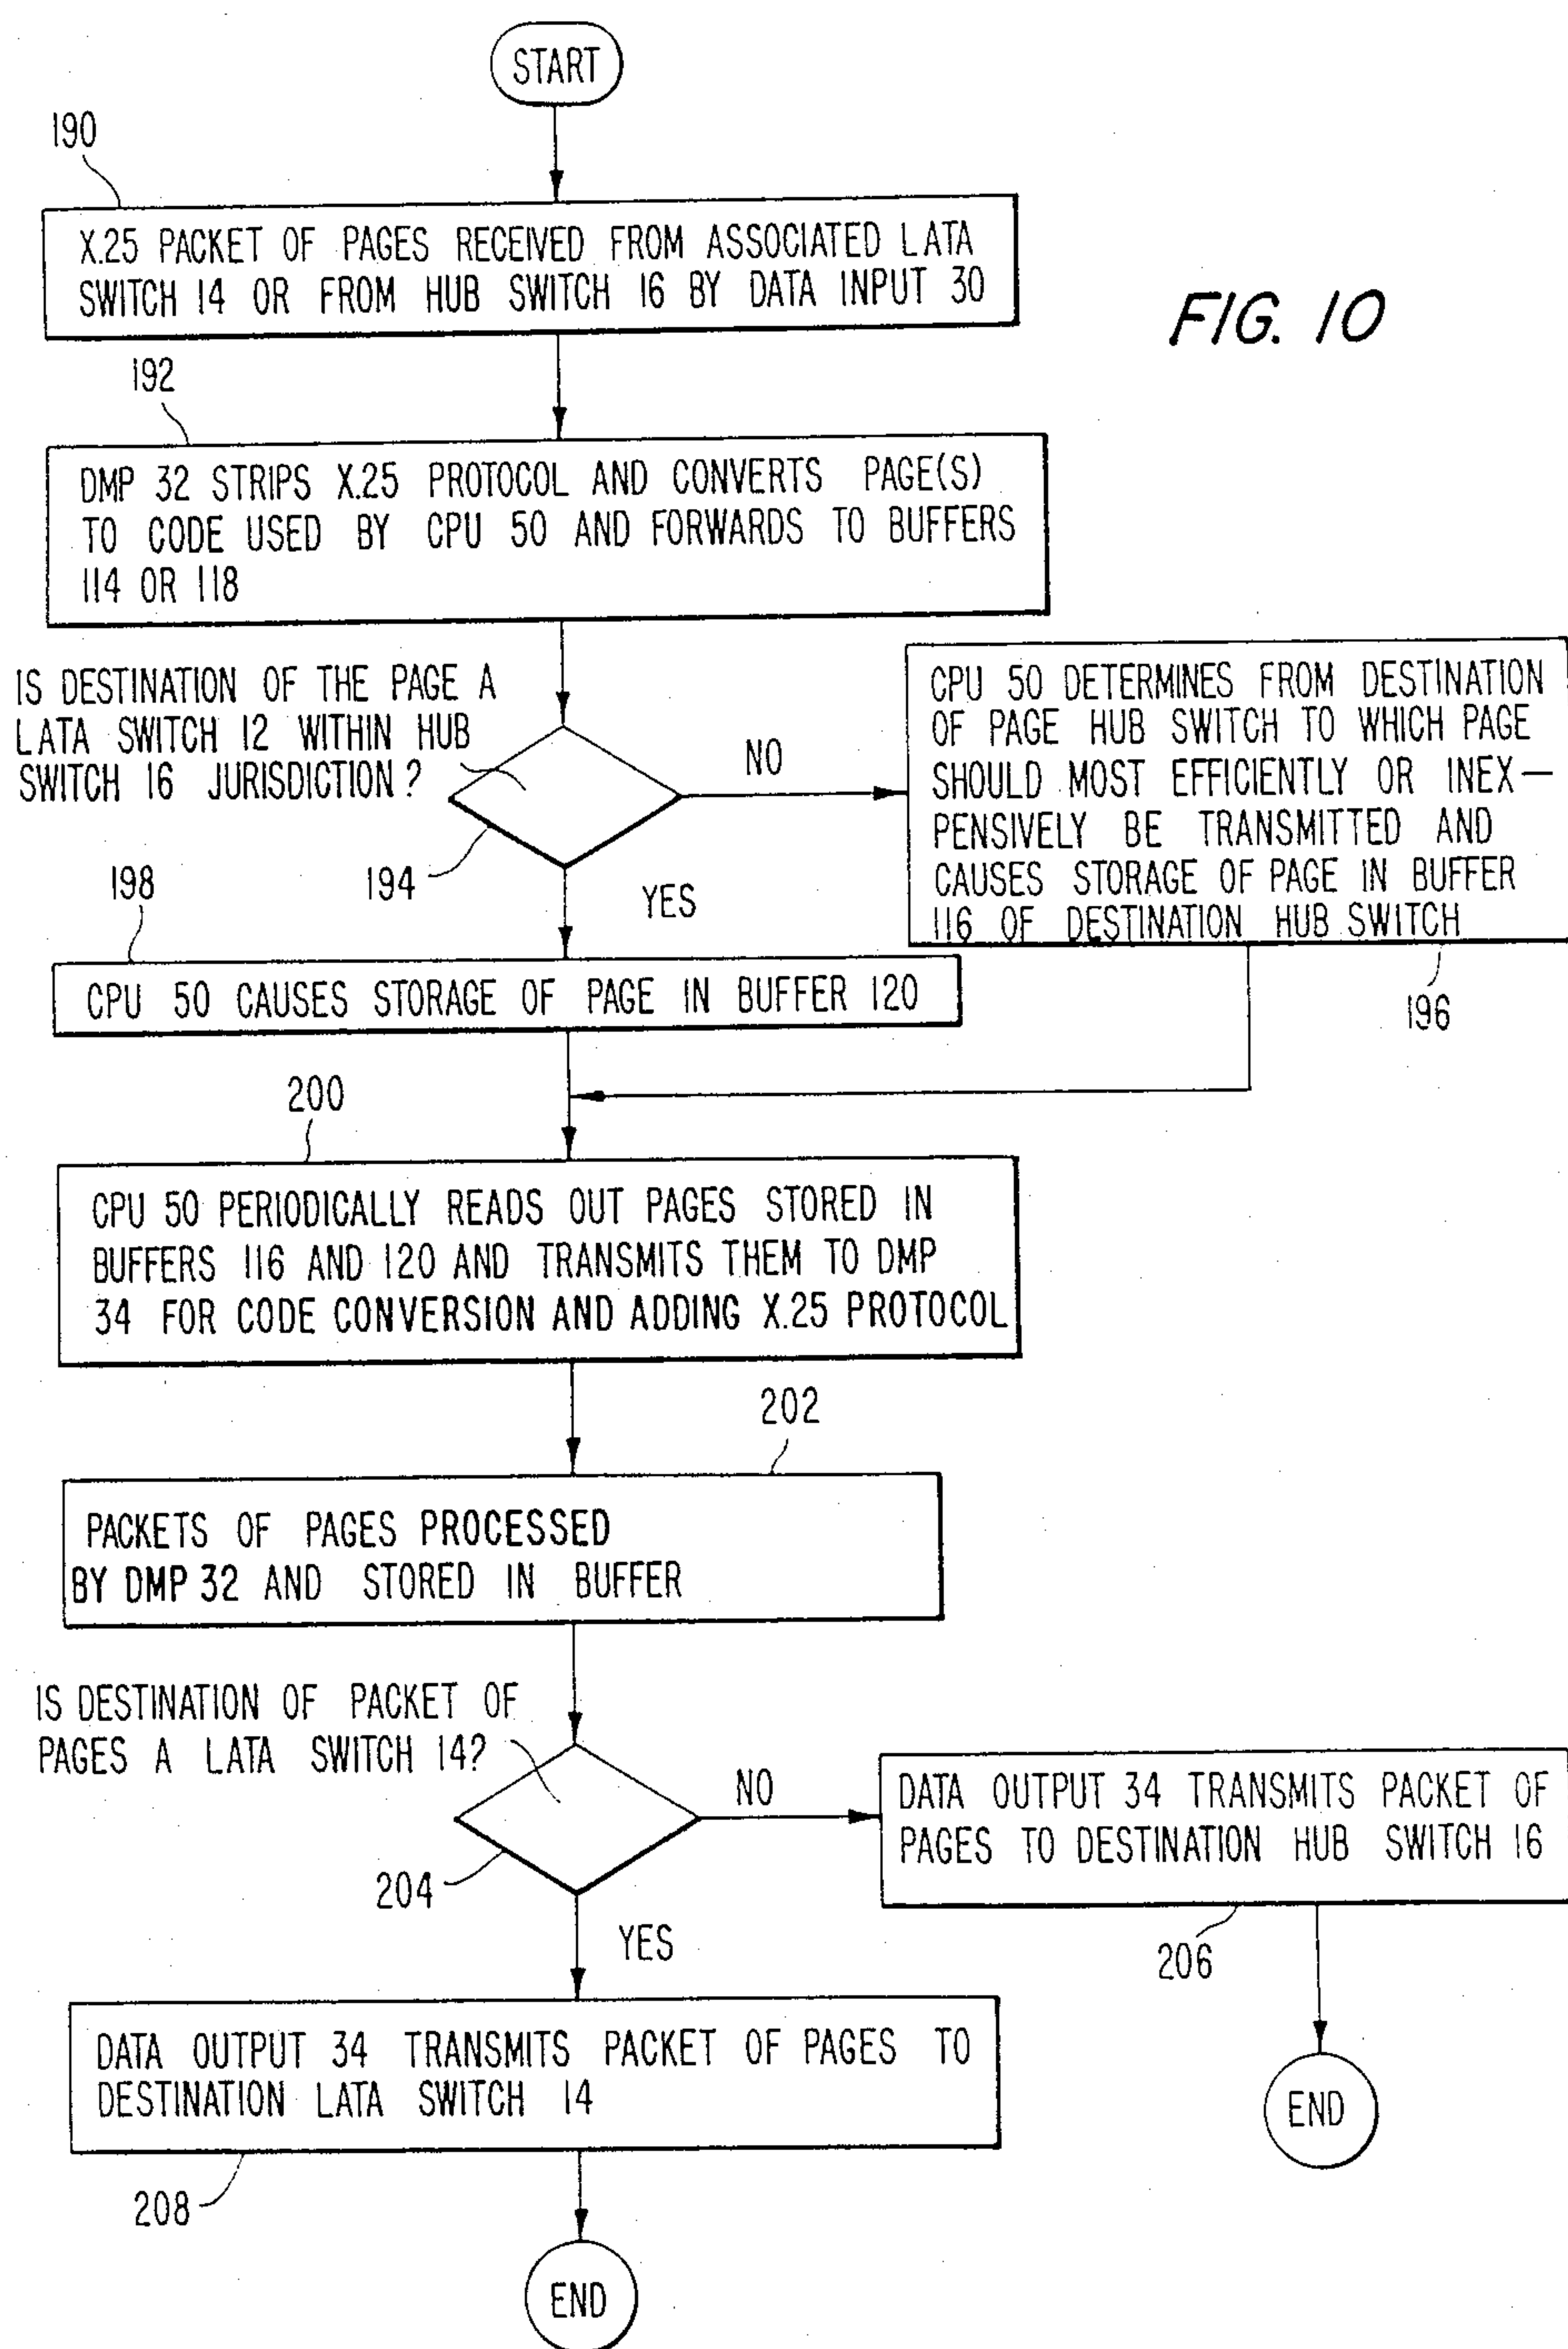 START
190
X.25 PACKET OF PAGES RECEIVED FROM ASSOCIATED LATA
SWITCH 14 OR FROM HUB SWITCH 16 BY DATA INPUT 30
FIG. 10
192
DMP 32 STRIPS X.25 PROTOCOL AND CONVERTS PAGE(S)
TO CODE USED BY CPU 50 AND FORWARDS TO BUFFERS
114 OR 118
IS DESTINATION OF THE PAGE A
LATA SWITCH 12 WITHIN HUB
SWITCH 16 JURISDICTION?
194
NO
CPU 50 DETERMINES FROM DESTINATION
OF PAGE HUB SWITCH TO WHICH PAGE
SHOULD MOST EFFICIENTLY OR INEX—
PENSIVELY BE TRANSMITTED AND
CAUSES STORAGE OF PAGE IN BUFFER
116 OF DESTINATION HUB SWITCH
196
YES
198
CPU 50 CAUSES STORAGE OF PAGE IN BUFFER 120
200
CPU 50 PERIODICALLY READS OUT PAGES STORED IN
BUFFERS 116 AND 120 AND TRANSMITS THEM TO DMP
34 FOR CODE CONVERSION AND ADDING X.25 PROTOCOL
202
PACKETS OF PAGES PROCESSED
BY DMP 32 AND STORED IN BUFFER
IS DESTINATION OF PACKET OF
PAGES A LATA SWITCH 14?
204
NO
DATA OUTPUT 34 TRANSMITS PACKET OF
PAGES TO DESTINATION HUB SWITCH 16
206
END
YES
DATA OUTPUT 34 TRANSMITS PACKET OF PAGES TO
DESTINATION LATA SWITCH 14
208
END